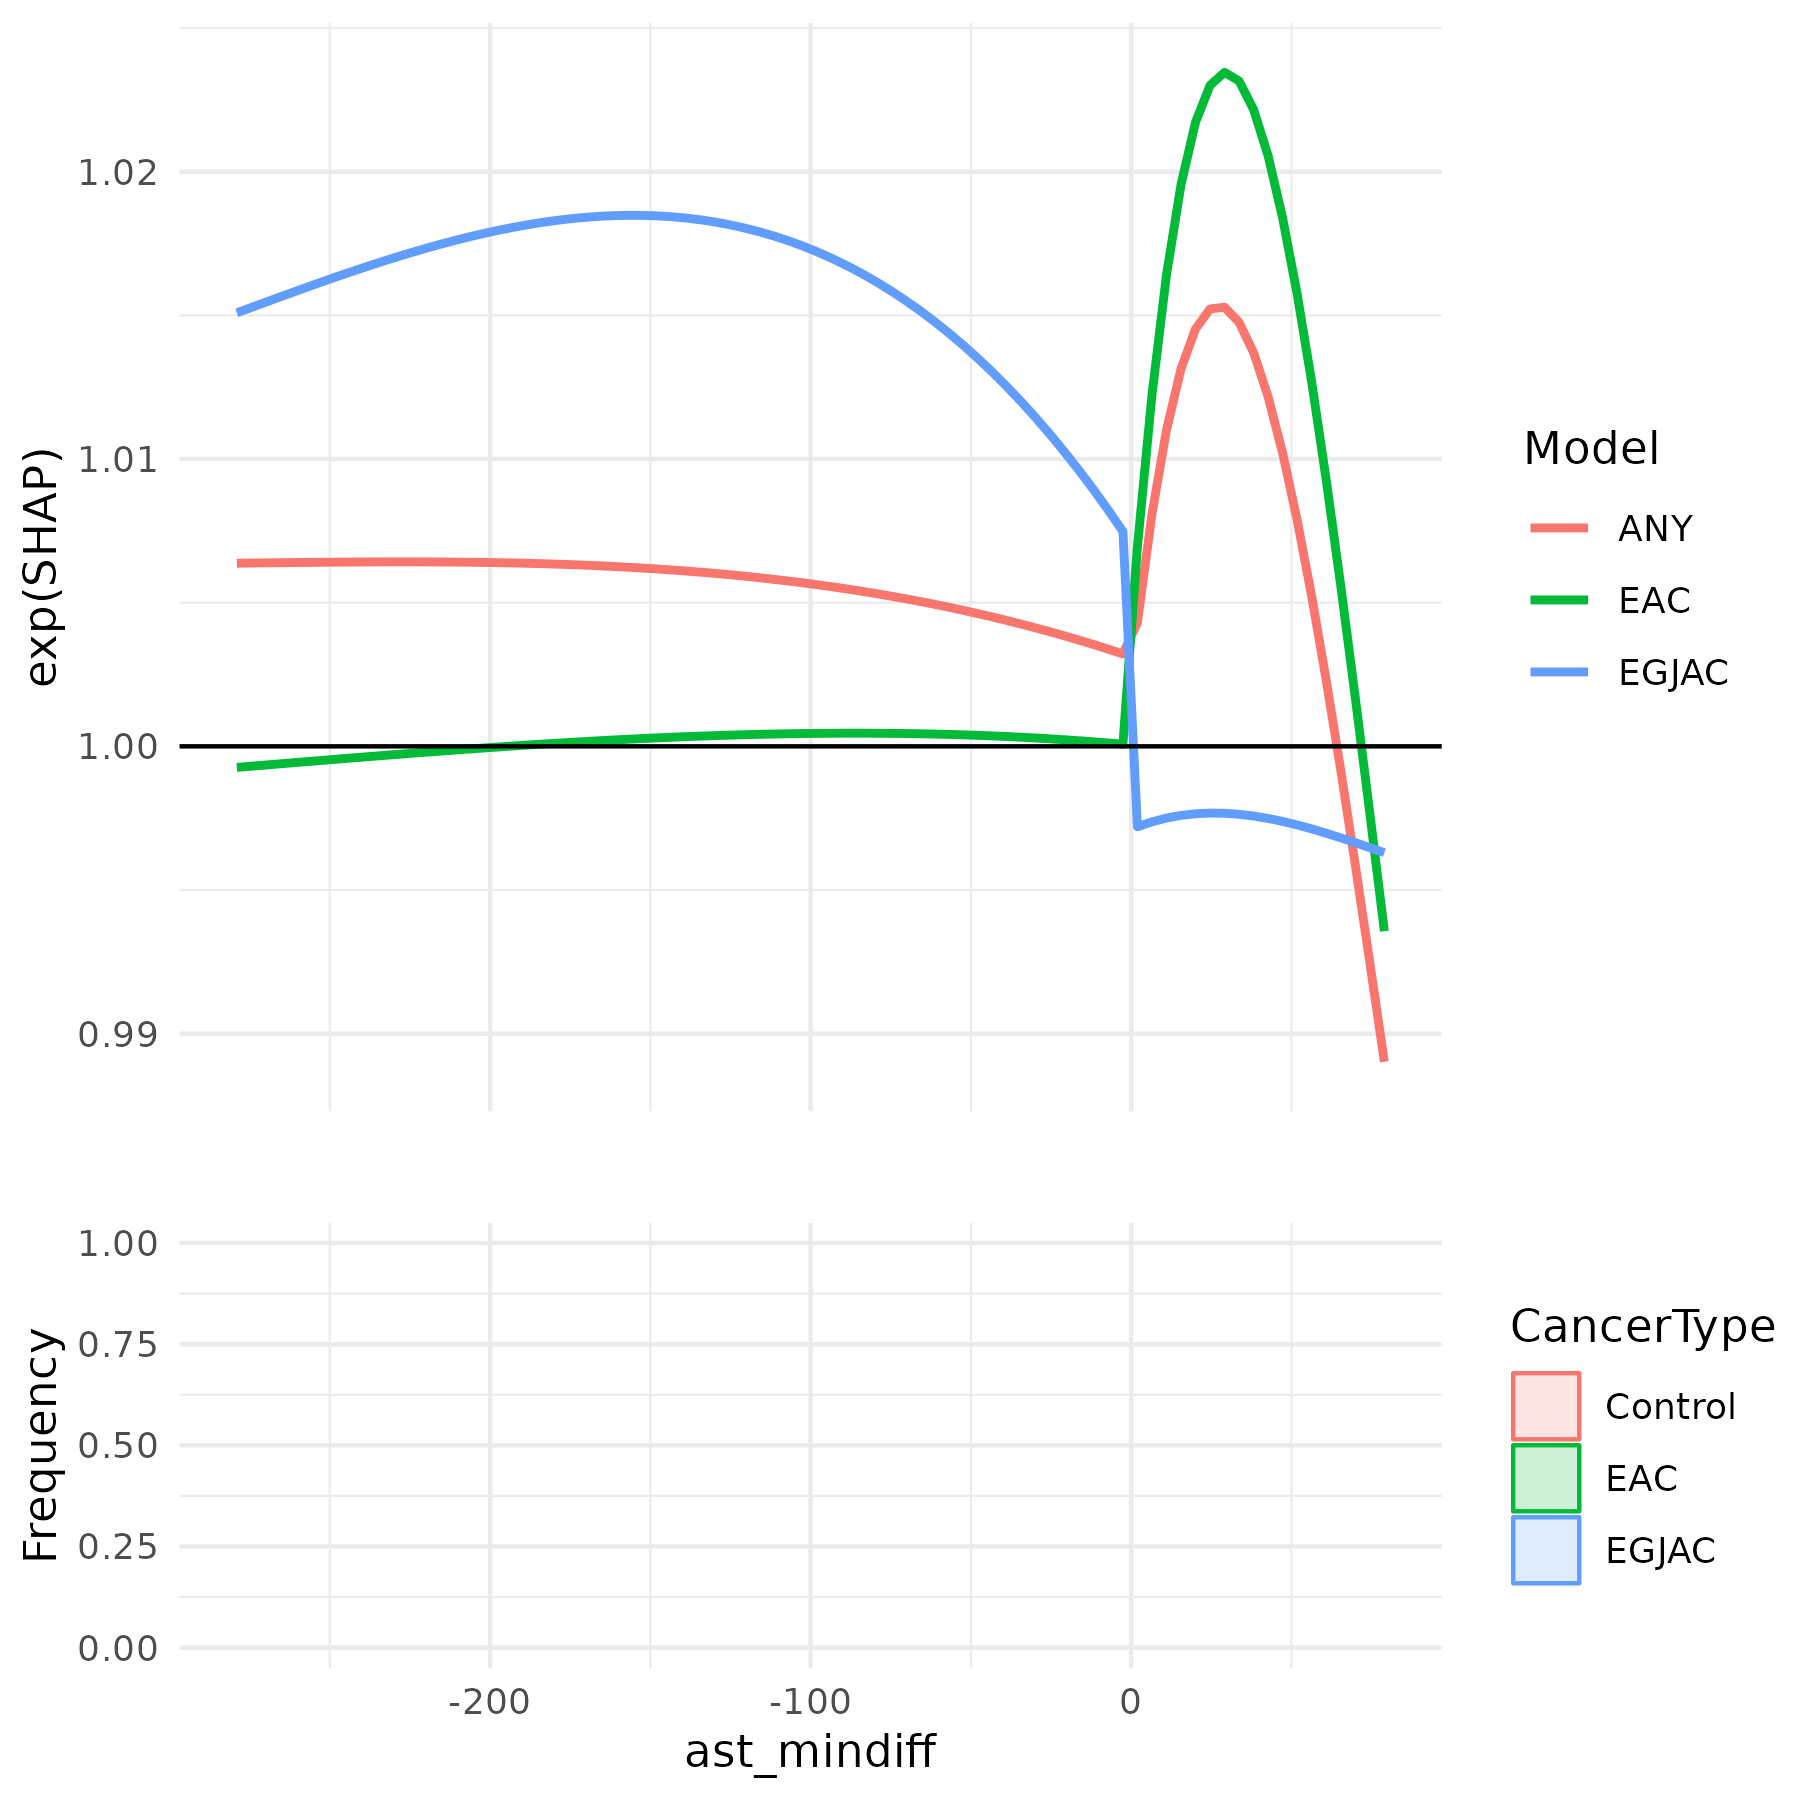 exp(SHAP)
1.02
1.01
1.00
0.99
Model
ANY
EAC
EGJAC
Frequency
1.00
0.75
0.50
0.25
0.00
-200
-100
0
ast_mindiff
CancerType
Control
EAC
EGJAC